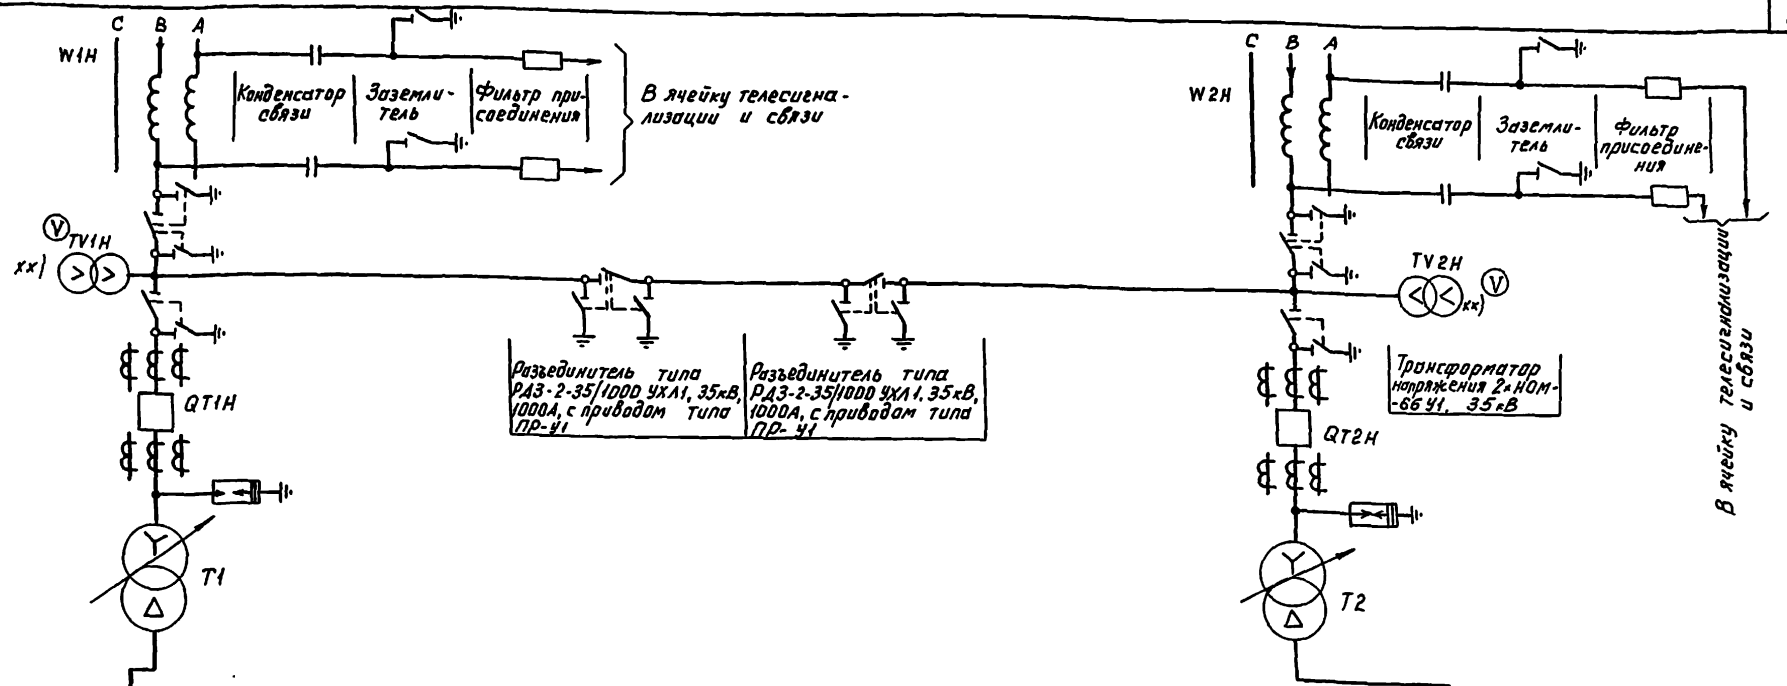 C B A
W1H
Конденсатор
связи
Заземли-
тель
Фильтр при-
соединения
В ячейку телесигна-
лизации и связи
V
TV1H
хх)
QT1H
T1
Разъединитель типа
РДЗ-2-35/1000 УХЛ1, 35кВ,
1000А, с приводом типа
ПР-У1
Разъединитель типа
РДЗ-2-35/1000 УХЛ1, 35кВ,
1000А, с приводом типа
ПР-У1
C B A
W2H
Конденсатор
связи
Заземли-
тель
Фильтр
присоедине-
ния
В ячейку телесигнализации
и связи
TV2H
V
хх)
Трансформатор
напряжения 2хНОМ-
-66 У1, 35кВ
QT2H
T2